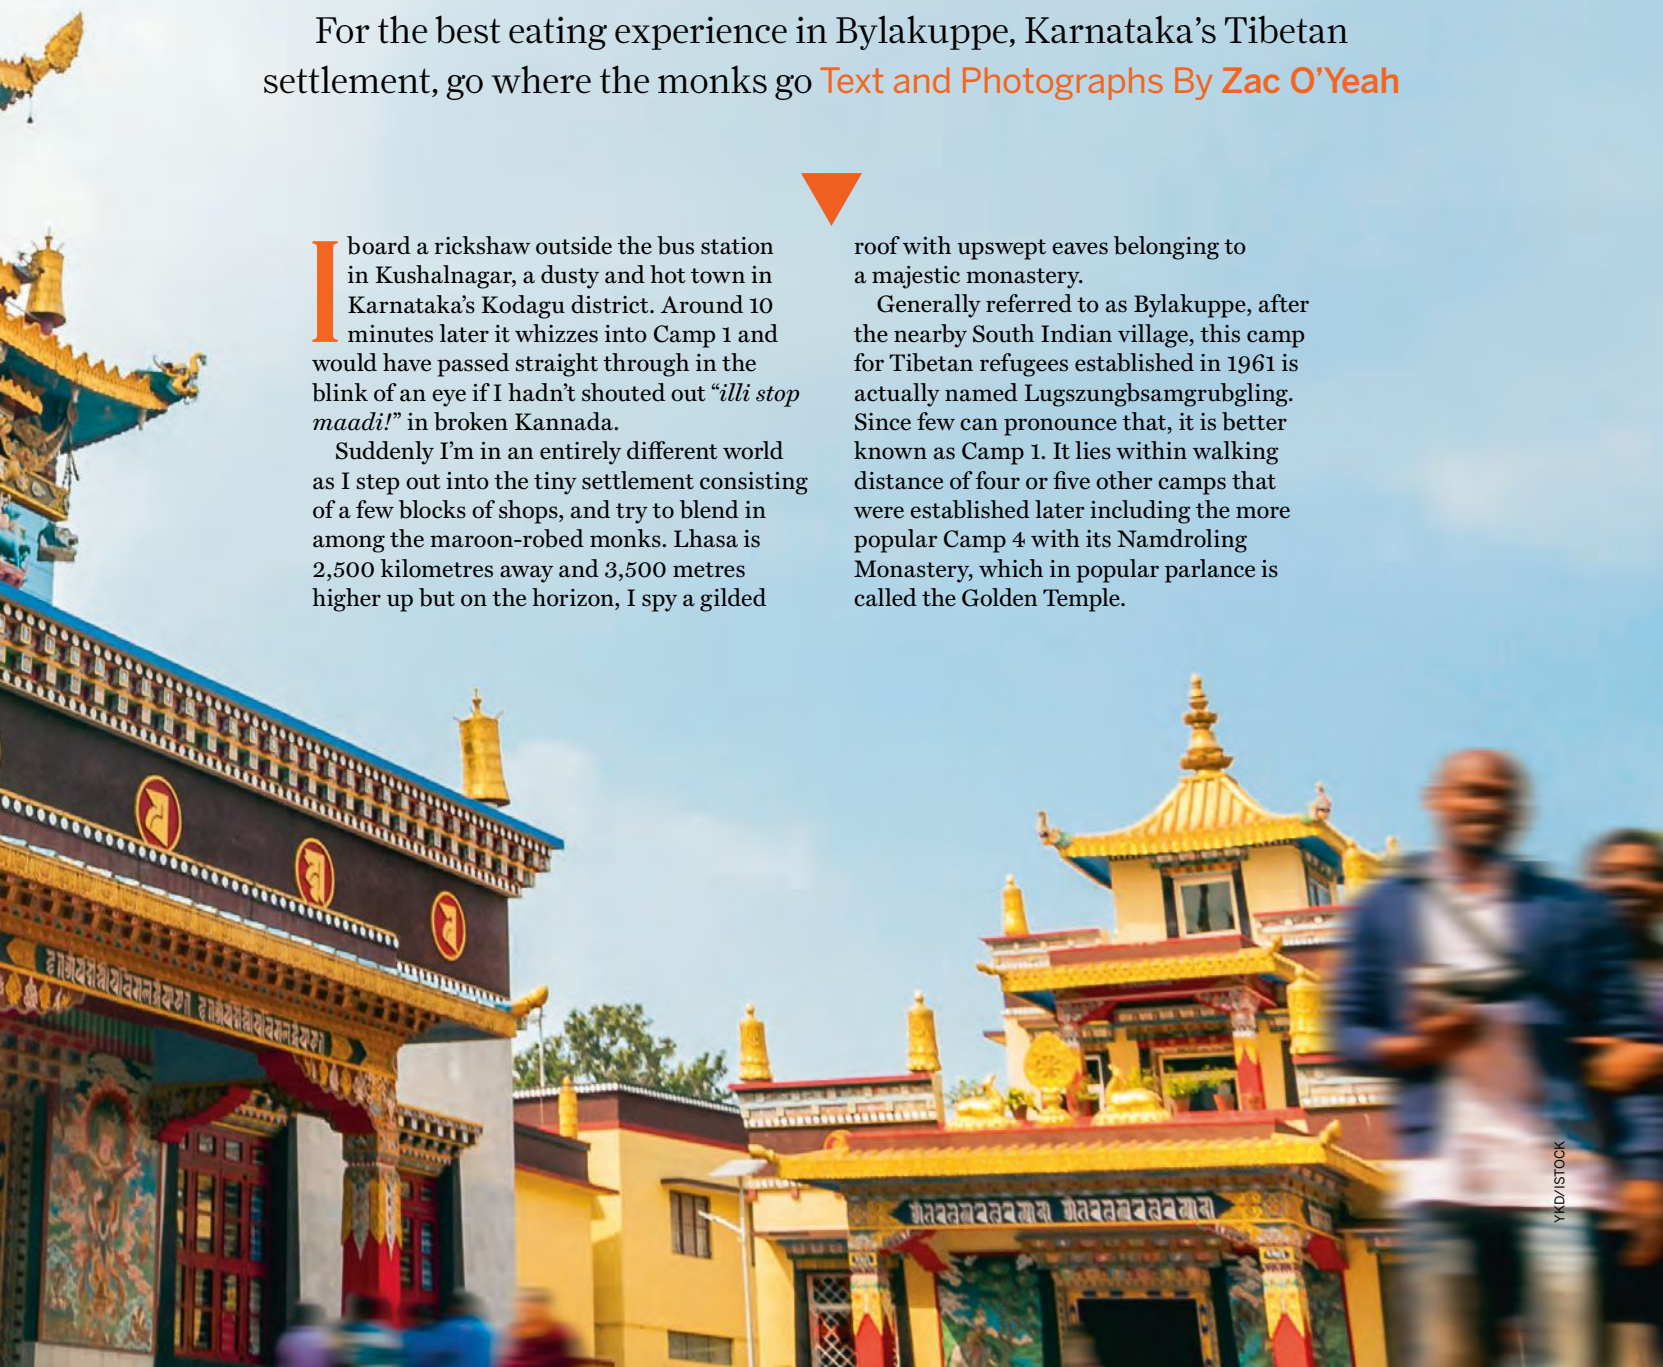 For the best eating experience in Bylakuppe, Karnataka’s Tibetan
settlement, go where the monks go Text and Photographs By Zac O’Yeah
I board a rickshaw outside the bus station
in Kushalnagar, a dusty and hot town in
Karnataka’s Kodagu district. Around 10
minutes later it whizzes into Camp 1 and
would have passed straight through in the
blink of an eye if I hadn’t shouted out “illi stop
maadi!” in broken Kannada.
Suddenly I’m in an entirely different world
as I step out into the tiny settlement consisting
of a few blocks of shops, and try to blend in
among the maroon-robed monks. Lhasa is
2,500 kilometres away and 3,500 metres
higher up but on the horizon, I spy a gilded
roof with upswept eaves belonging to
a majestic monastery.
Generally referred to as Bylakuppe, after
the nearby South Indian village, this camp
for Tibetan refugees established in 1961 is
actually named Lugszungbsamgrubgling.
Since few can pronounce that, it is better
known as Camp 1. It lies within walking
distance of four or five other camps that
were established later including the more
popular Camp 4 with its Namdroling
Monastery, which in popular parlance is
called the Golden Temple.
YKD/ISTOCK